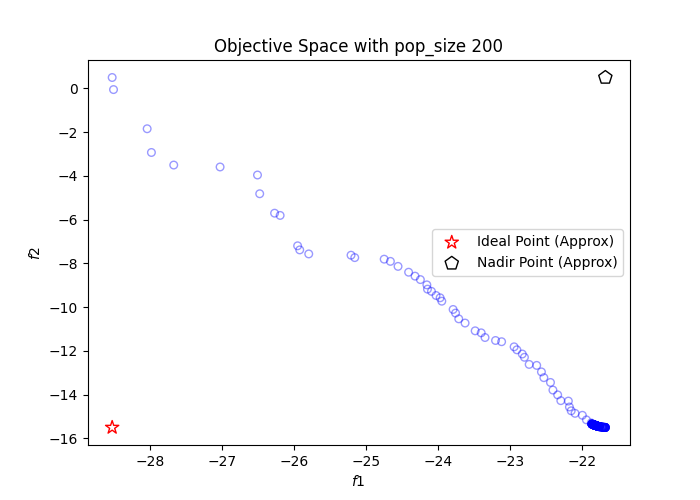 Objective Space with pop_size 200
f2
0
−2
−4
−6
−8
−10
−12
−14
−16
Ideal Point (Approx)
Nadir Point (Approx)
−28 −27 −26 −25 −24 −23 −22
f1